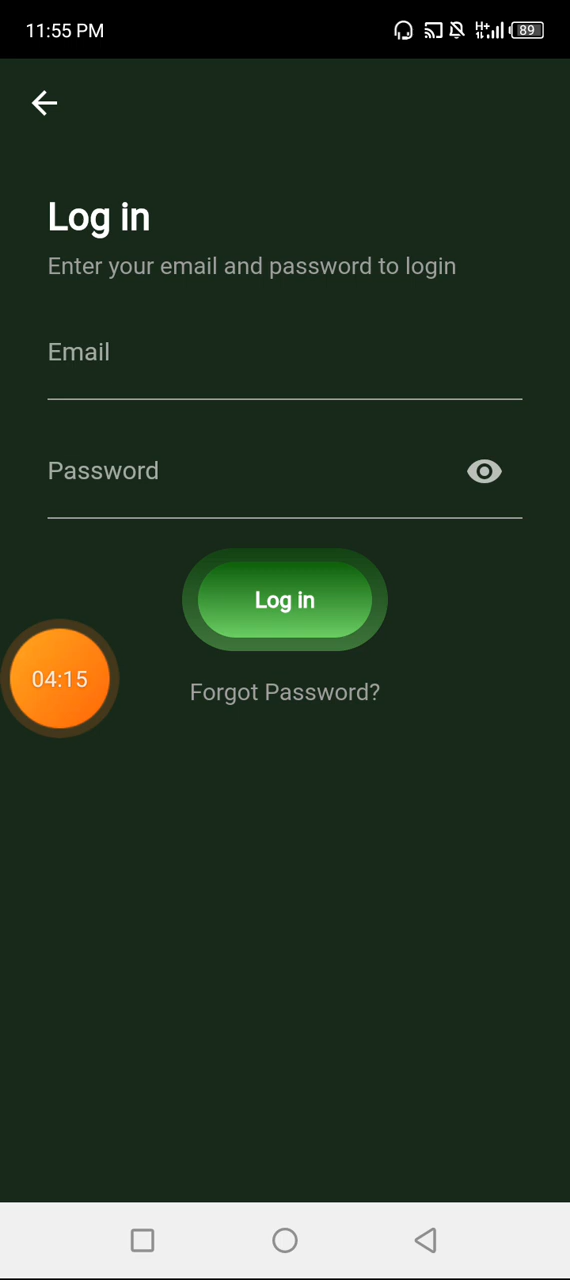 11:55 PM
H+ 89
Log in
Enter your email and password to login
Email
Password
Log in
04:15
Forgot Password?